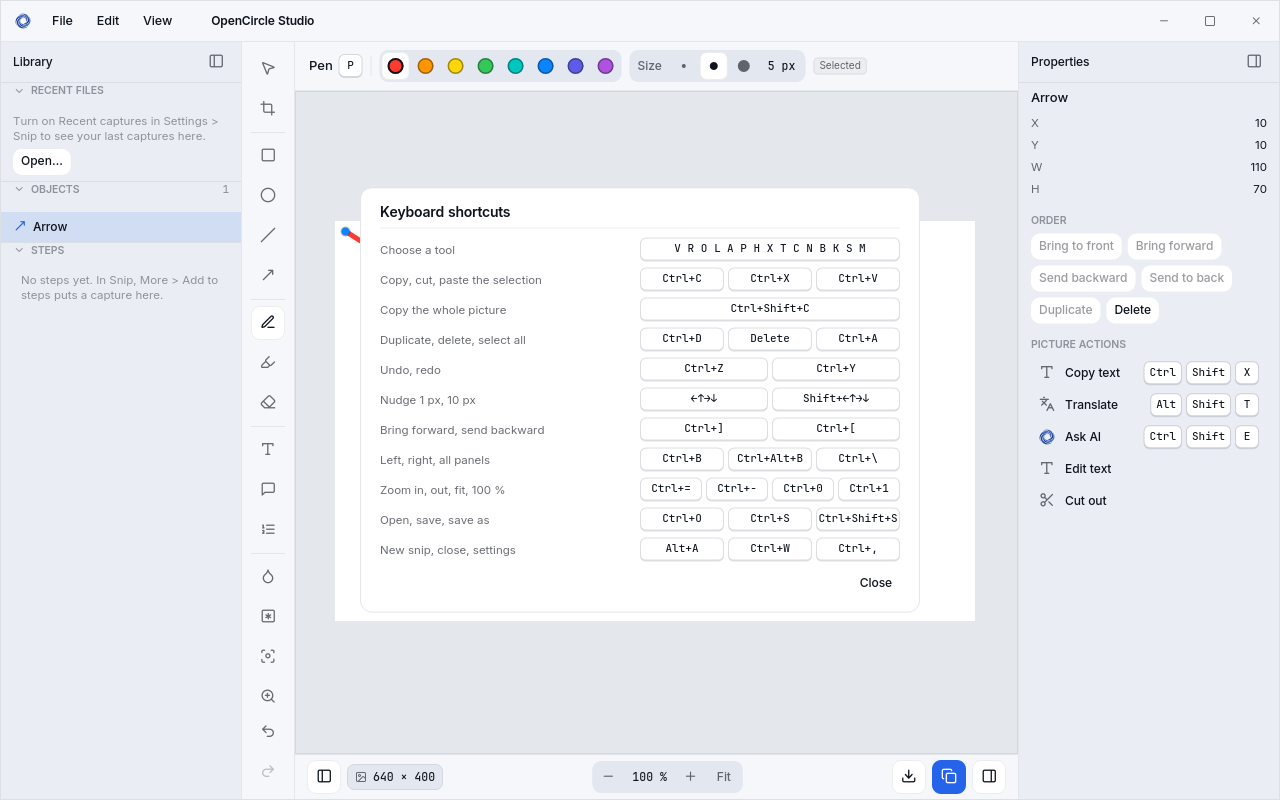 File Edit View OpenCircle Studio
Library
RECENT FILES
Turn on Recent captures in Settings >
Snip to see your last captures here.
Open...
OBJECTS 1
Arrow
STEPS
No steps yet. In Snip, More > Add to
steps puts a capture here.
Pen P Size 5 px Selected
Keyboard shortcuts
Choose a tool V R O L A P H X T C N B K S M
Copy, cut, paste the selection Ctrl+C Ctrl+X Ctrl+V
Copy the whole picture Ctrl+Shift+C
Duplicate, delete, select all Ctrl+D Delete Ctrl+A
Undo, redo Ctrl+Z Ctrl+Y
Nudge 1 px, 10 px ←↑→↓ Shift+←↑→↓
Bring forward, send backward Ctrl+] Ctrl+[
Left, right, all panels Ctrl+B Ctrl+Alt+B Ctrl+\
Zoom in, out, fit, 100 % Ctrl+= Ctrl+- Ctrl+0 Ctrl+1
Open, save, save as Ctrl+O Ctrl+S Ctrl+Shift+S
New snip, close, settings Alt+A Ctrl+W Ctrl+,
Close
640 × 400 − 100 % + Fit
Properties
Arrow
X 10
Y 10
W 110
H 70
ORDER
Bring to front Bring forward
Send backward Send to back
Duplicate Delete
PICTURE ACTIONS
Copy text Ctrl Shift X
Translate Alt Shift T
Ask AI Ctrl Shift E
Edit text
Cut out